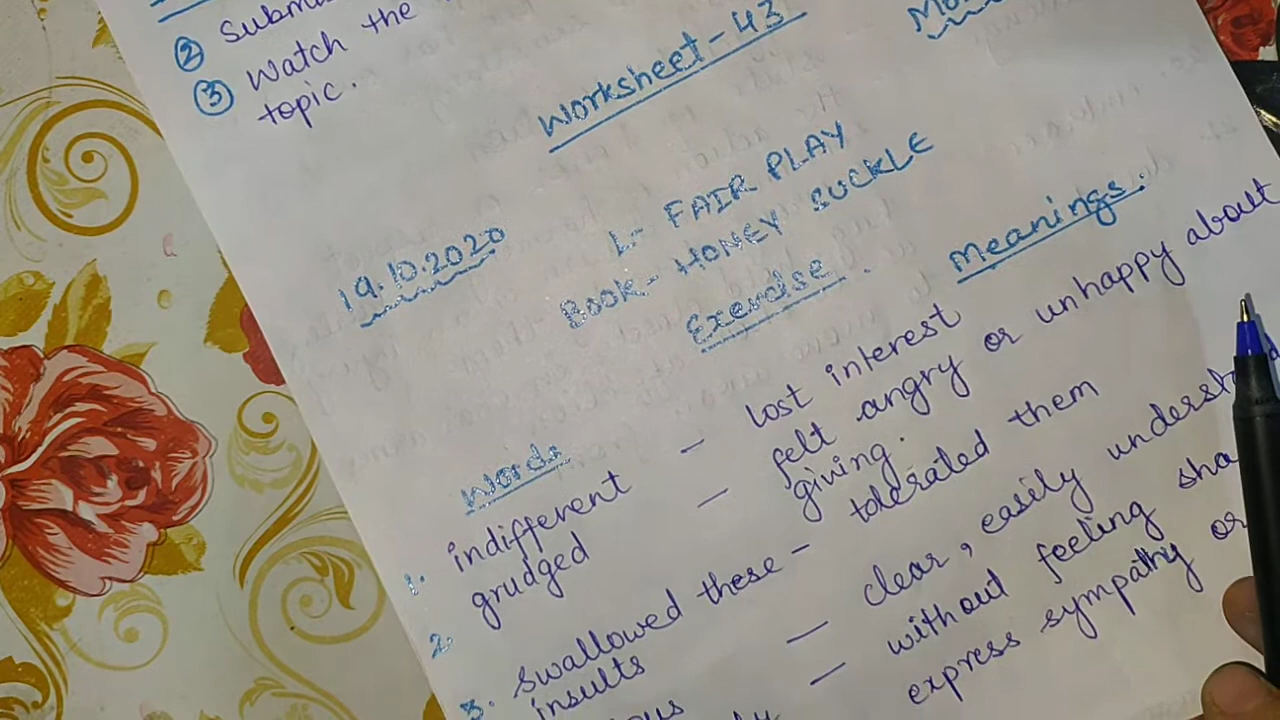 ② Subm
③ Watch the
topic.
Worksheet-43
19.10.2020
L- FAIR PLAY
Book- HONEY SUCKLE
Exercise.
Words
Meanings.
1. indifferent - lost interest
2. grudged - felt angry or unhappy about
giving.
3. swallowed these - tolerated them
insults
- clear, easily underst
- without feeling sha
express sympathy or